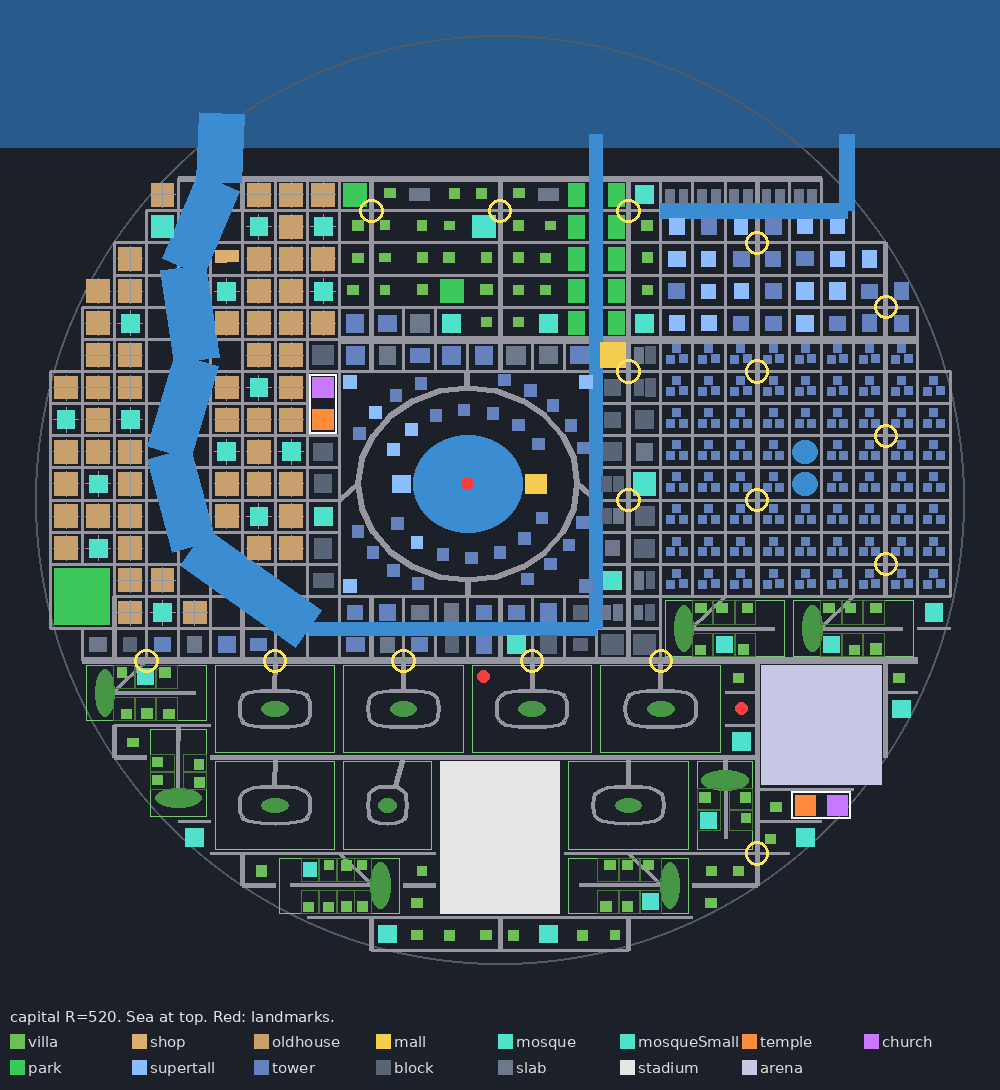 capital R=520. Sea at top. Red: landmarks.
villa shop oldhouse mall mosque mosqueSmall temple church
park supertall tower block slab stadium arena